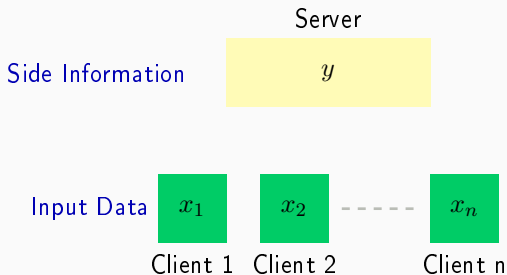 Server
Side Information y
Input Data x₁ x₂ xₙ
Client 1 Client 2 Client n